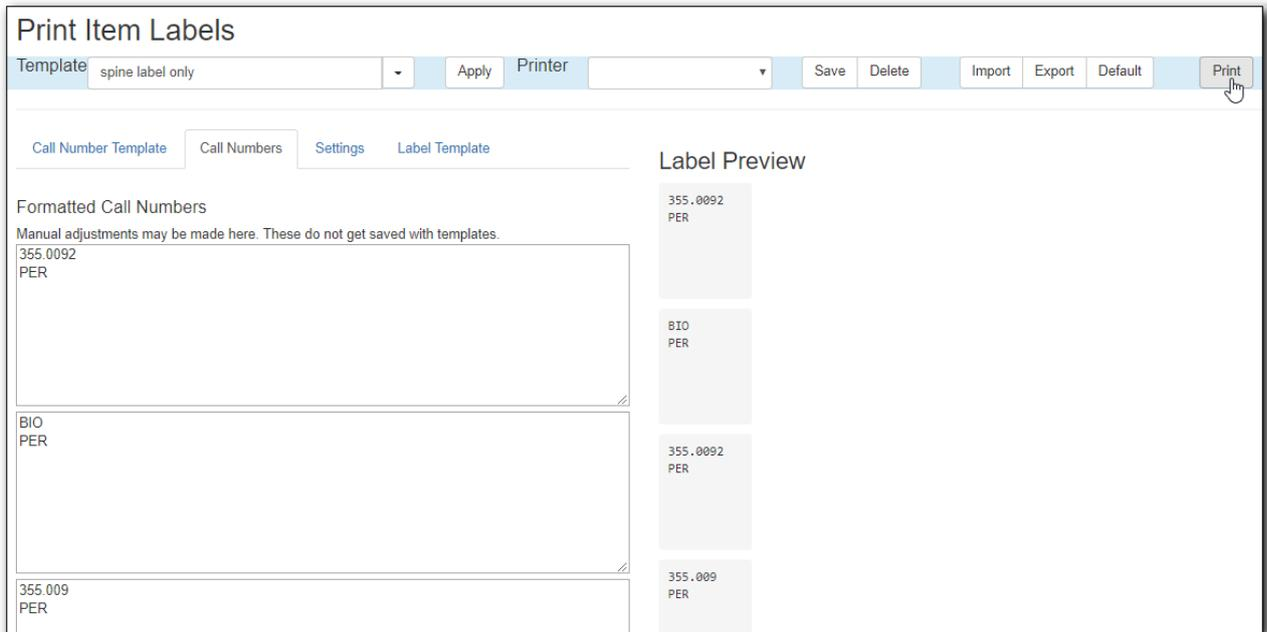 Print Item Labels
Template spine label only Apply Printer Save Delete Import Export Default Print
Call Number Template Call Numbers Settings Label Template
Formatted Call Numbers
Manual adjustments may be made here. These do not get saved with templates.
355.0092
PER
BIO
PER
355.009
PER
Label Preview
355.0092
PER
BIO
PER
355.0092
PER
355.009
PER